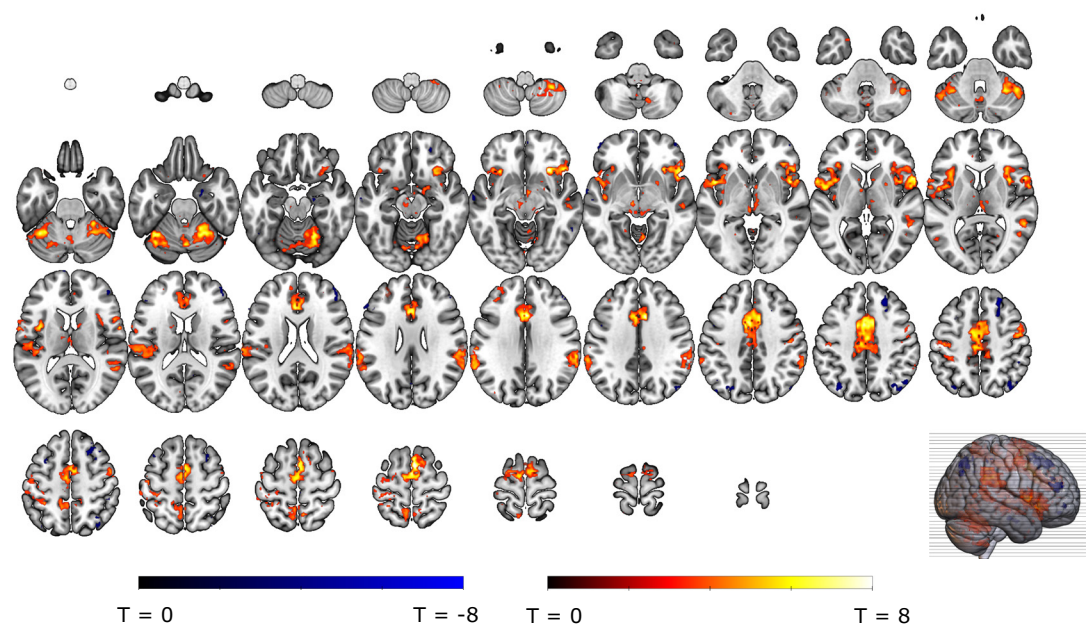 T = 0
T = -8
T = 0
T = 8